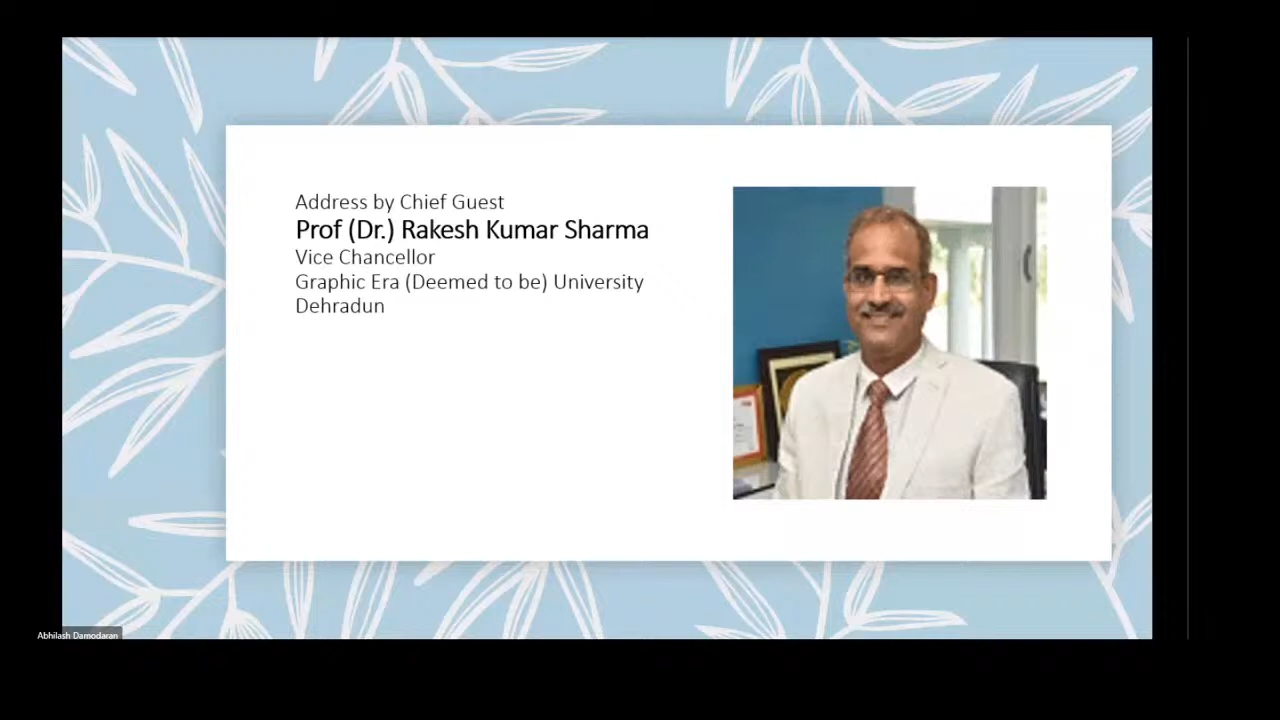 Address by Chief Guest
Prof (Dr.) Rakesh Kumar Sharma
Vice Chancellor
Graphic Era (Deemed to be) University
Dehradun
Abhilash Damodaran